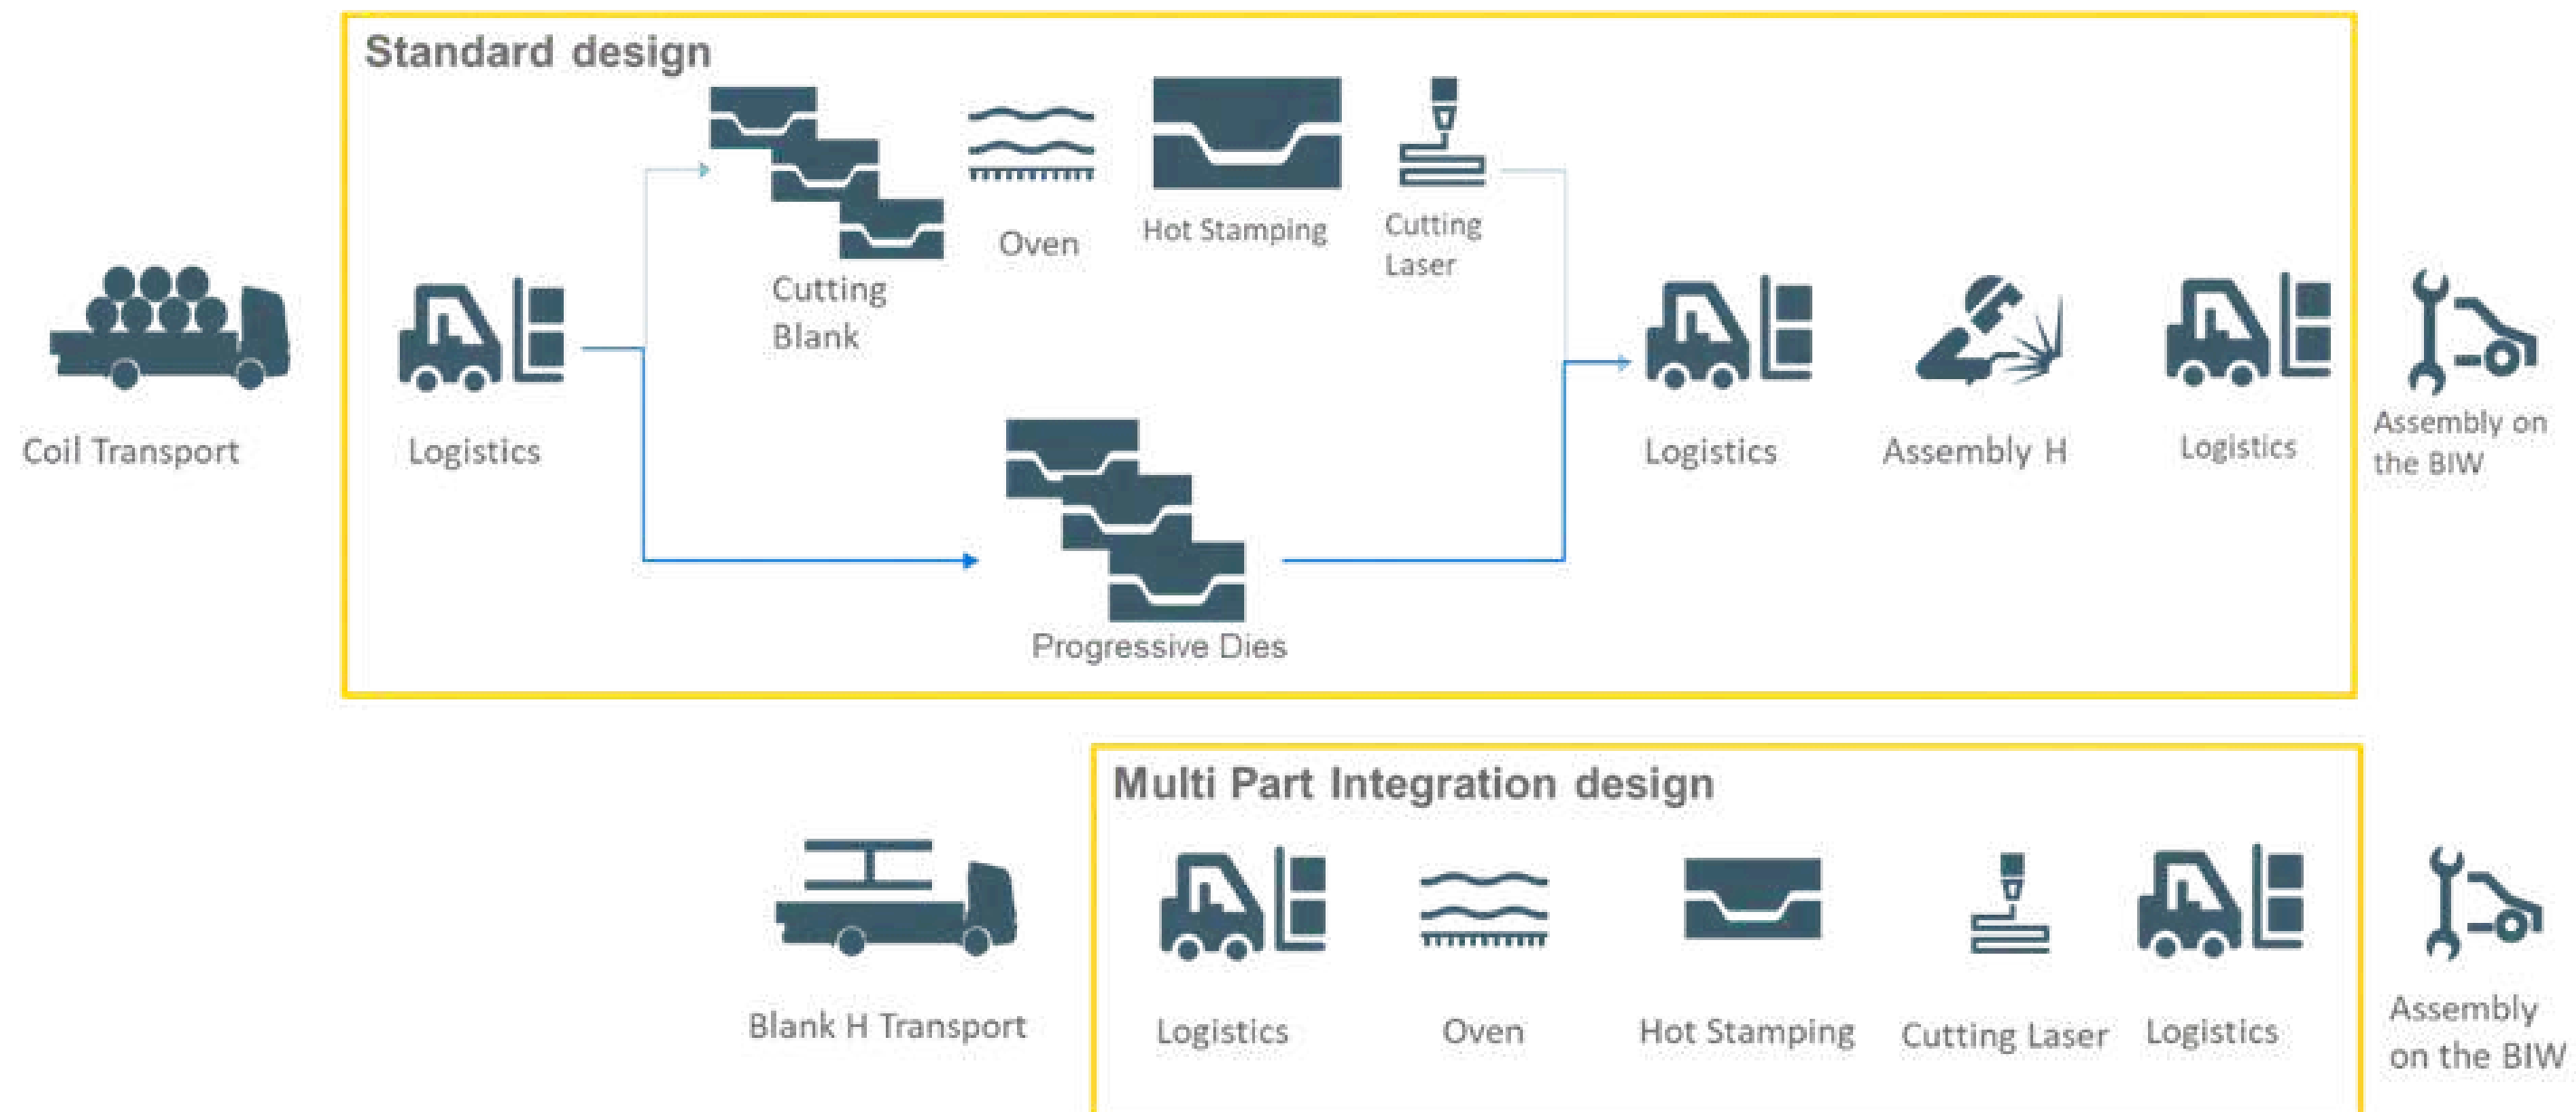 Standard design
Cutting
Blank
Oven
Hot Stamping
Cutting
Laser
Coil Transport
Logistics
Progressive Dies
Logistics
Assembly H
Logistics
Assembly on
the BIW
Multi Part Integration design
Blank H Transport
Logistics
Oven
Hot Stamping
Cutting Laser
Logistics
Assembly
on the BIW